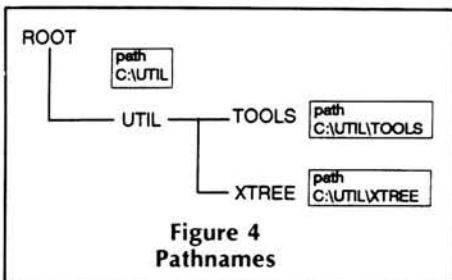 ROOT
path
C:\UTIL
UTIL
TOOLS
path
C:\UTIL\TOOLS
XTREE
path
C:\UTIL\XTREE
Figure 4
Pathnames